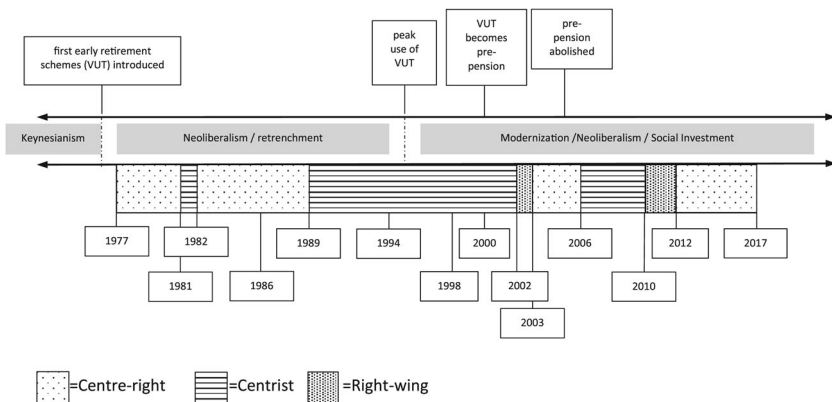 first early retirement
schemes (VUT) introduced
peak
use of
VUT
VUT
becomes
pre-
pension
pre-
pension
abolished
Keynesianism
Neoliberalism / retrenchment
Modernization /Neoliberalism / Social Investment
1977
1982
1989
1994
2000
2006
2012
2017
1981
1986
1998
2002
2010
2003
=Centre-right
=Centrist
=Right-wing